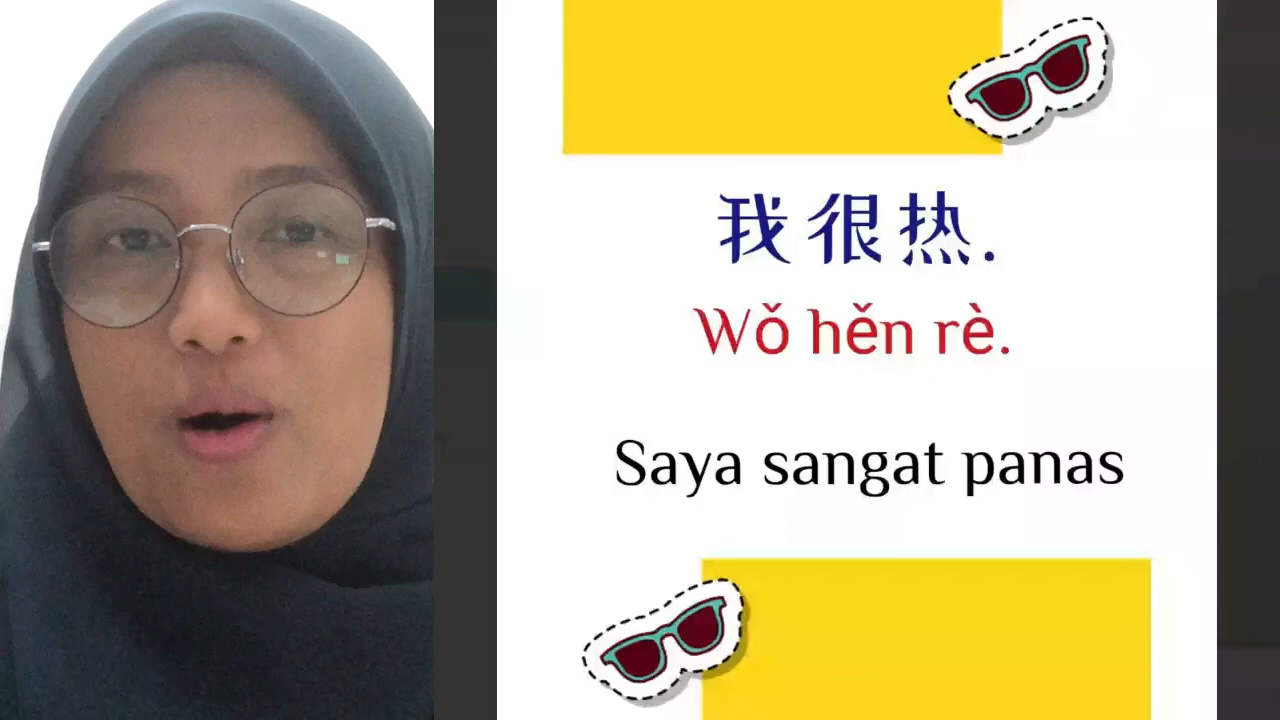 我很热.
Wǒ hěn rè.
Saya sangat panas